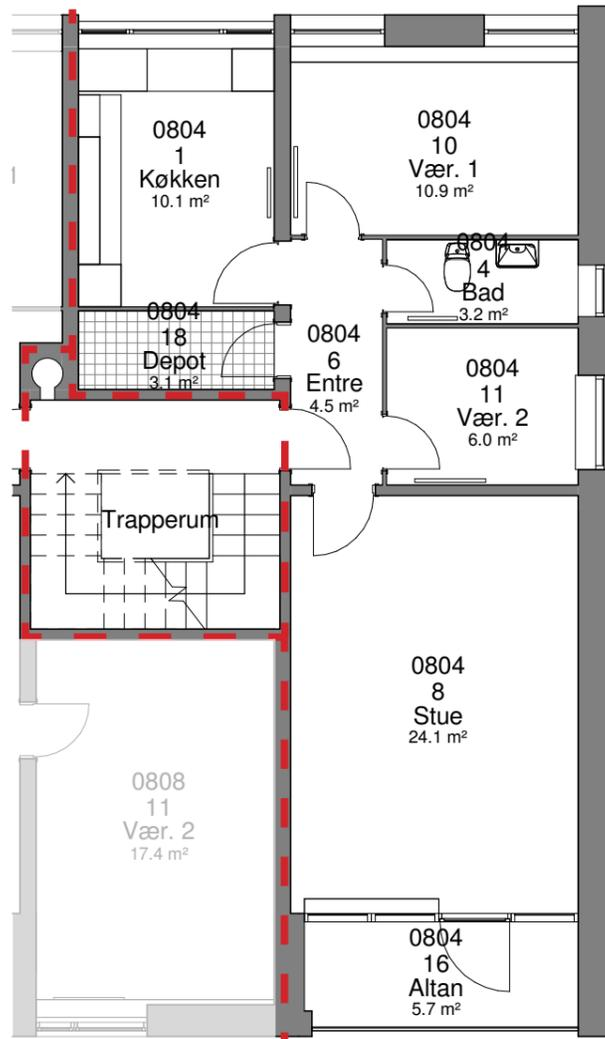 0804
1
Køkken
10.1 m²
0804
10
Vær. 1
10.9 m²
0804
4
Bad
3.2 m²
0804
18
Depot
3.1 m²
0804
6
Entre
4.5 m²
0804
11
Vær. 2
6.0 m²
Trapperum
0804
8
Stue
24.1 m²
0808
11
Vær. 2
17.4 m²
0804
16
Altan
5.7 m²